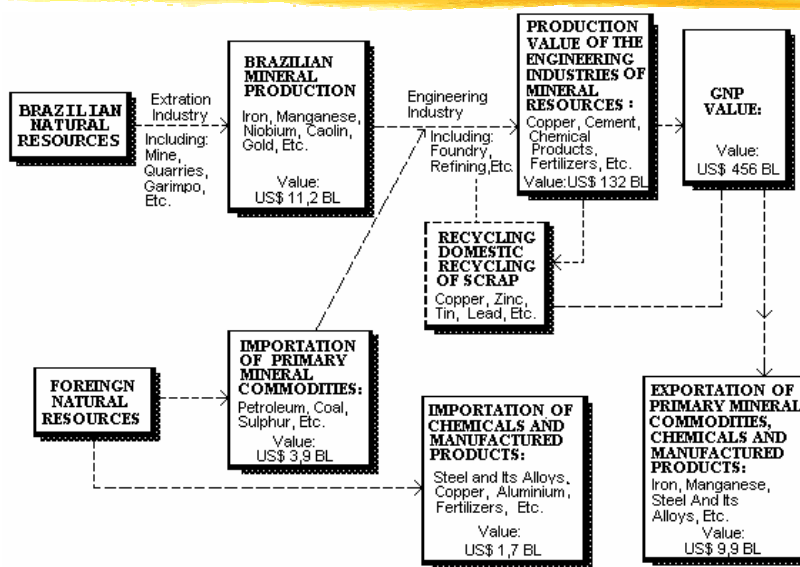 BRAZILIAN
NATURAL
RESOURCES
Extration
Industry
Including:
Mine,
Quarries,
Garimpo,
Etc.
BRAZILIAN
MINERAL
PRODUCTION
Iron, Manganese,
Niobium, Caolin,
Gold, Etc.
Value:
US$ 11,2 BL
Engineering
Industry
Including:
Foundry,
Refining,Etc.
PRODUCTION
VALUE OF THE
ENGINEERING
INDUSTRIES OF
MINERAL
RESOURCES :
Copper, Cement,
Chemical
Products,
Fertilizers, Etc.
Value:US$ 132 BL
GNP
VALUE:
Value:
US$ 456 BL
RECYCLING
DOMESTIC
RECYCLING
OF SCRAP
Copper, Zinc,
Tin, Lead, Etc.
FOREINGN
NATURAL
RESOURCES
IMPORTATION
OF PRIMARY
MINERAL
COMMODITIES:
Petroleum, Coal,
Sulphur, Etc.
Value:
US$ 3,9 BL
IMPORTATION OF
CHEMICALS AND
MANUFACTURED
PRODUCTS:
Steel and Its Alloys,
Copper, Aluminium,
Fertilizers, Etc.
Value:
US$ 1,7 BL
EXPORTATION OF
PRIMARY MINERAL
COMMODITIES,
CHEMICALS AND
MANUFACTURED
PRODUCTS:
Iron, Manganese,
Steel And Its
Alloys, Etc.
Value:
US$ 9,9 BL